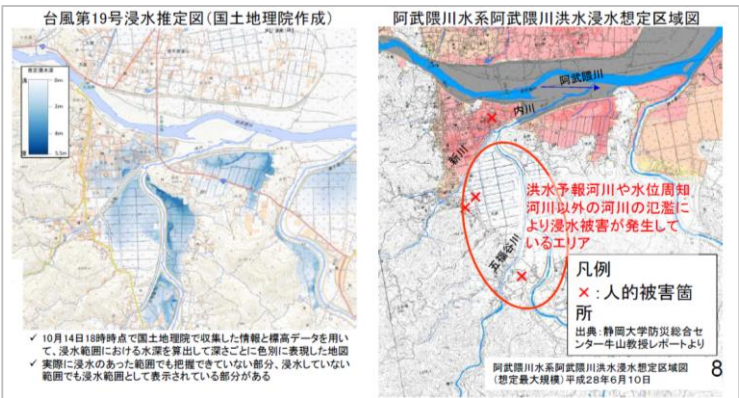 台風第19号浸水推定図(国土地理院作成)
推定浸水深
浅
0m
深
5.5m
✓ 10月14日18時時点で国土地理院で収集した情報と標高データを用い
て、浸水範囲における水深を算出して深さごとに色別に表現した地図
✓ 実際に浸水のあった範囲でも把握できていない部分、浸水していない
範囲でも浸水範囲として表示されている部分がある
阿武隈川水系阿武隈川洪水浸水想定区域図
阿武隈川
内川
新川
五福谷川
洪水予報河川や水位周知
河川以外の河川の氾濫に
より浸水被害が発生して
いるエリア
凡例
×:人的被害箇
所
出典:静岡大学防災総合セ
ンター牛山教授レポートより
阿武隈川水系阿武隈川洪水浸水想定区域図
(想定最大規模)平成28年6月10日
8